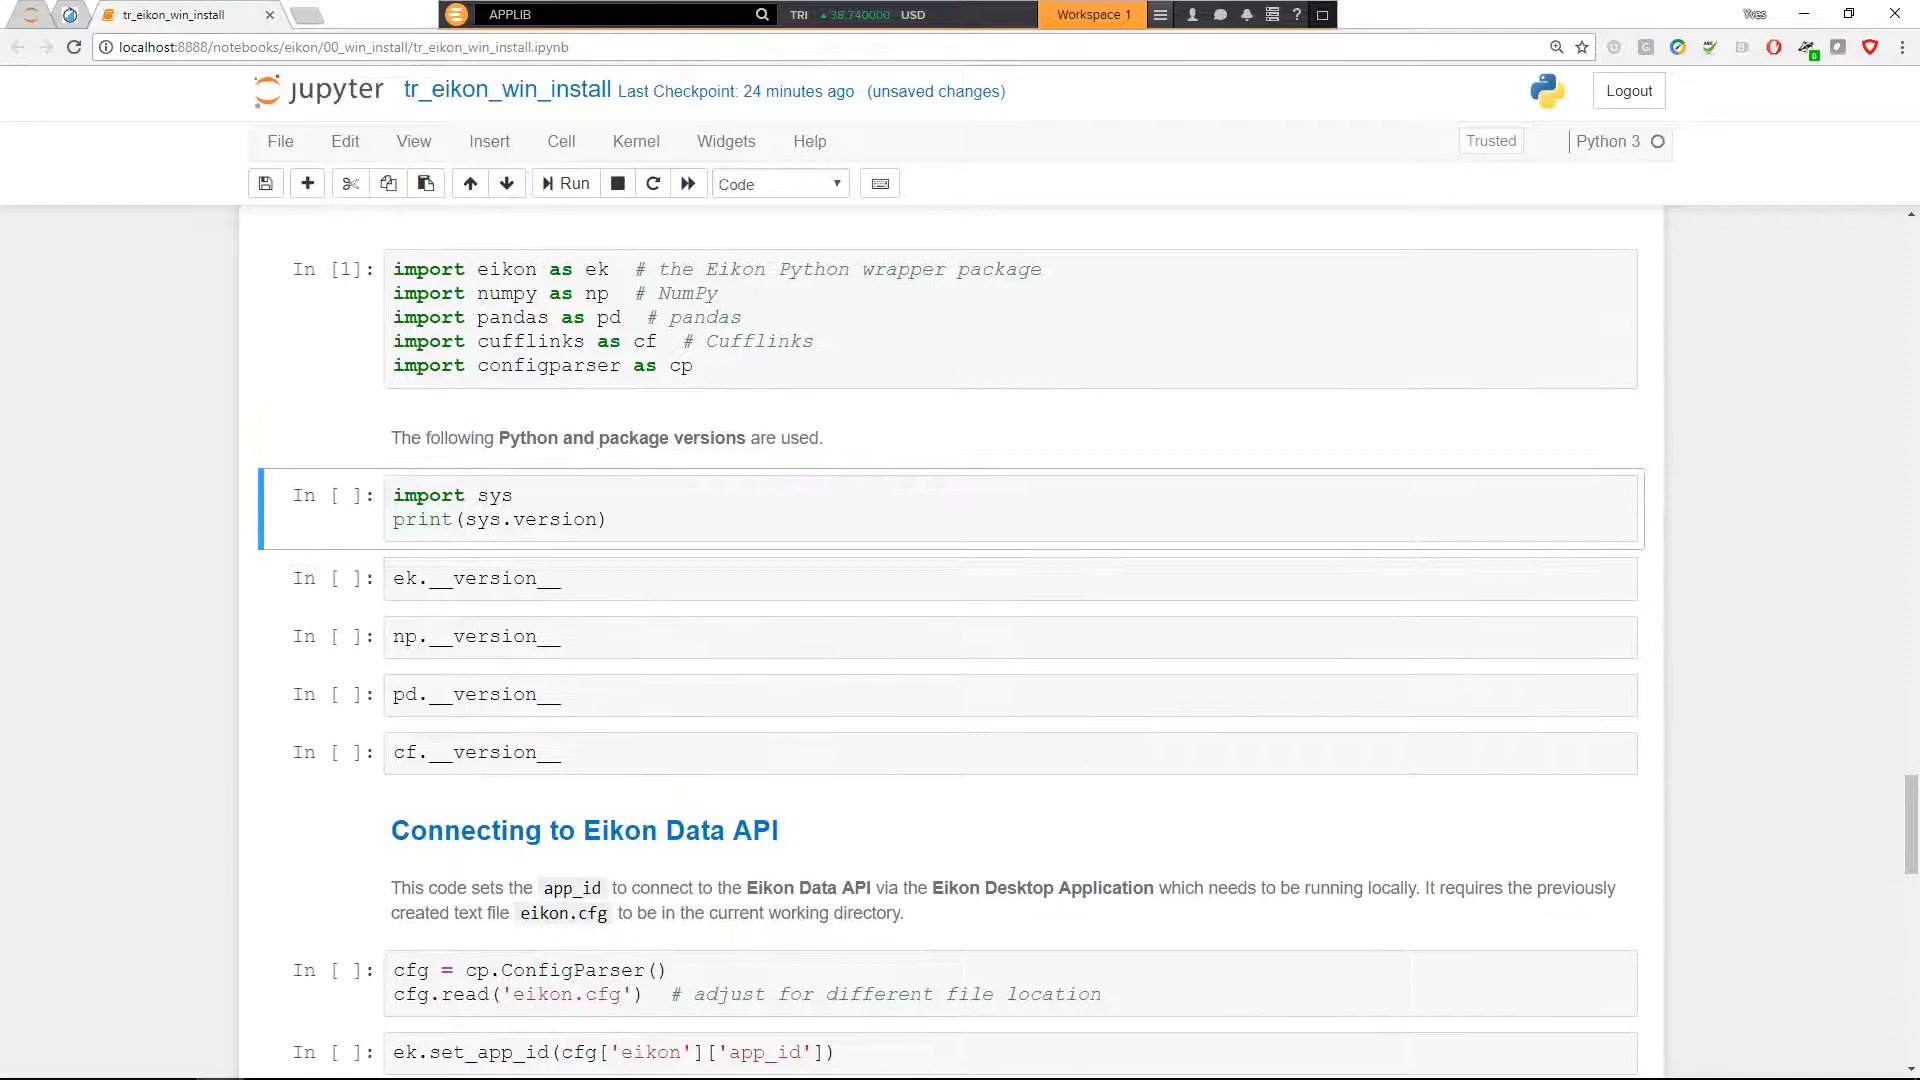 tr_eikon_win_install
APPLIB
TRI 38.740000 USD
Workspace 1
?
Yves
localhost:8888/notebooks/eikon/00_win_install/tr_eikon_win_install.ipynb
jupyter tr_eikon_win_install Last Checkpoint: 24 minutes ago (unsaved changes)
Logout
File Edit View Insert Cell Kernel Widgets Help
Trusted
Python 3
Run
Code
In [1]: import eikon as ek  # the Eikon Python wrapper package
import numpy as np  # NumPy
import pandas as pd  # pandas
import cufflinks as cf  # Cufflinks
import configparser as cp
The following Python and package versions are used.
In [ ]: import sys
print(sys.version)
In [ ]: ek.__version__
In [ ]: np.__version__
In [ ]: pd.__version__
In [ ]: cf.__version__
Connecting to Eikon Data API
This code sets the app_id to connect to the Eikon Data API via the Eikon Desktop Application which needs to be running locally. It requires the previously
created text file eikon.cfg to be in the current working directory.
In [ ]: cfg = cp.ConfigParser()
cfg.read('eikon.cfg')  # adjust for different file location
In [ ]: ek.set_app_id(cfg['eikon']['app_id'])